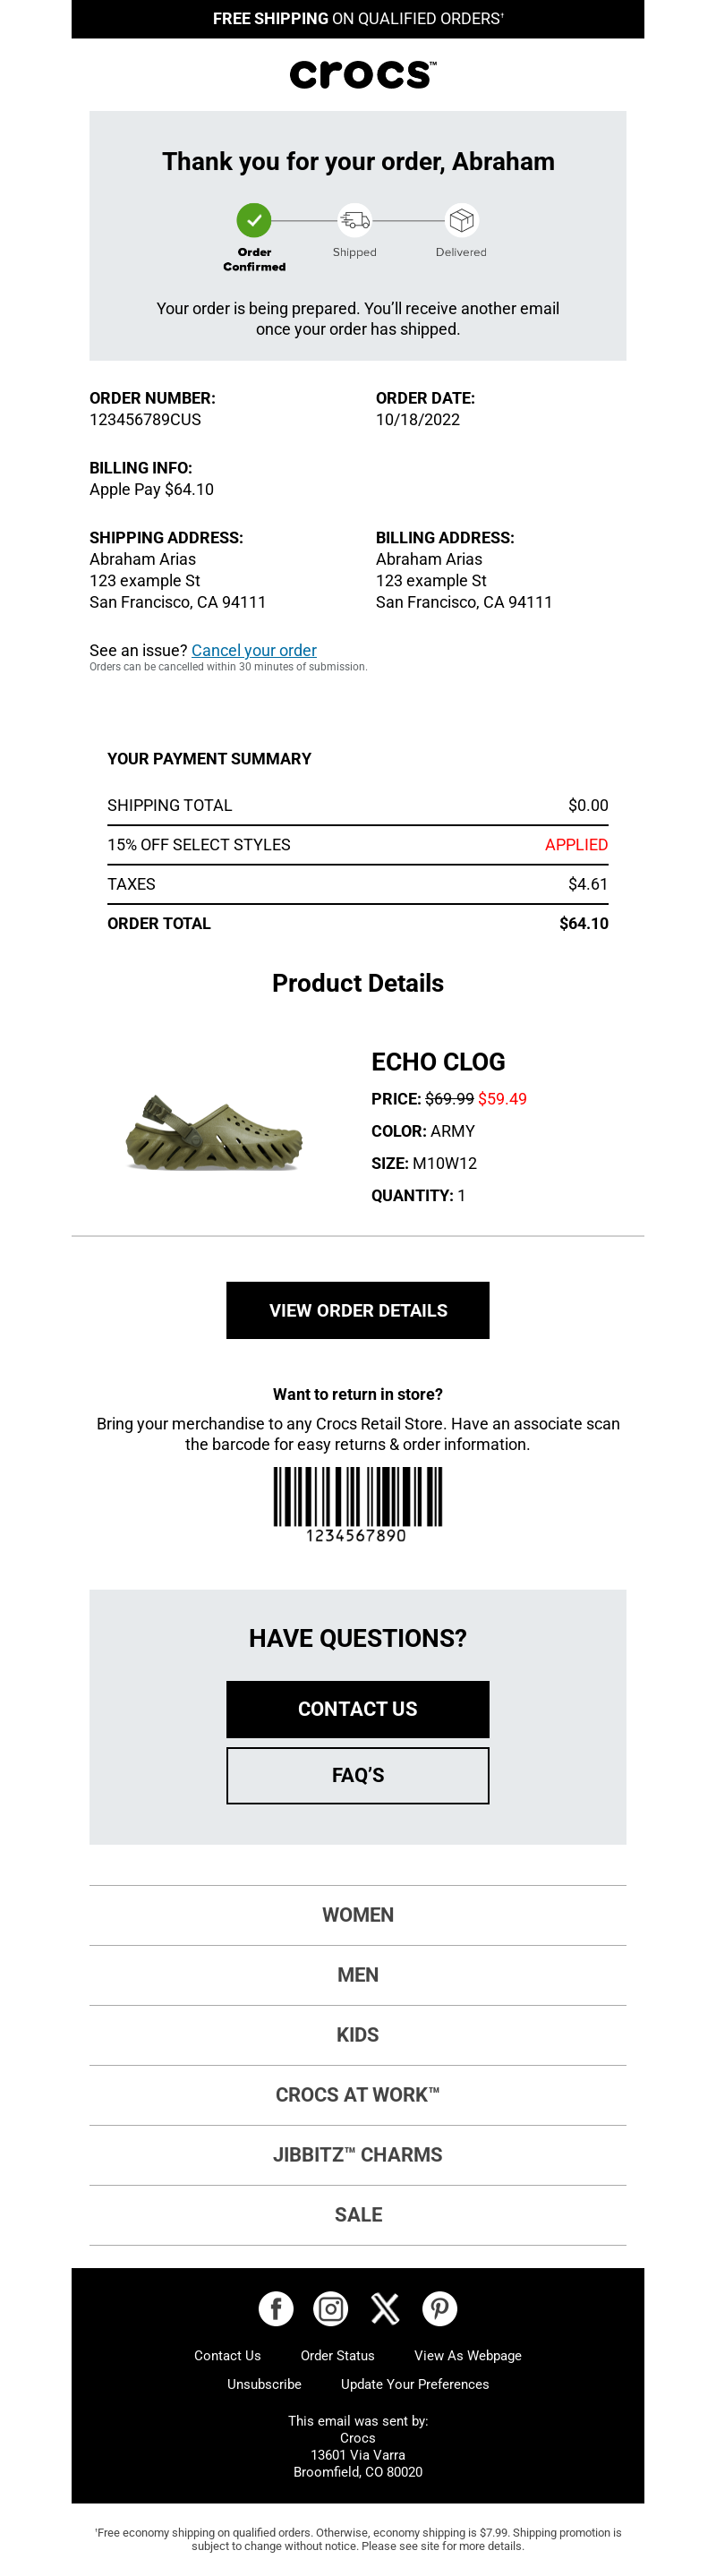 FREE SHIPPING ON QUALIFIED ORDERS†
crocs™
Thank you for your order, Abraham
Order
Confirmed
Shipped
Delivered
Your order is being prepared. You’ll receive another email
once your order has shipped.
ORDER NUMBER:
123456789CUS
ORDER DATE:
10/18/2022
BILLING INFO:
Apple Pay $64.10
SHIPPING ADDRESS:
Abraham Arias
123 example St
San Francisco, CA 94111
BILLING ADDRESS:
Abraham Arias
123 example St
San Francisco, CA 94111
See an issue? Cancel your order
Orders can be cancelled within 30 minutes of submission.
YOUR PAYMENT SUMMARY
SHIPPING TOTAL $0.00
15% OFF SELECT STYLES APPLIED
TAXES $4.61
ORDER TOTAL $64.10
Product Details
ECHO CLOG
PRICE: $69.99 $59.49
COLOR: ARMY
SIZE: M10W12
QUANTITY: 1
VIEW ORDER DETAILS
Want to return in store?
Bring your merchandise to any Crocs Retail Store. Have an associate scan
the barcode for easy returns & order information.
1234567890
HAVE QUESTIONS?
CONTACT US
FAQ’S
WOMEN
MEN
KIDS
CROCS AT WORK™
JIBBITZ™ CHARMS
SALE
Contact Us Order Status View As Webpage
Unsubscribe Update Your Preferences
This email was sent by:
Crocs
13601 Via Varra
Broomfield, CO 80020
†Free economy shipping on qualified orders. Otherwise, economy shipping is $7.99. Shipping promotion is
subject to change without notice. Please see site for more details.